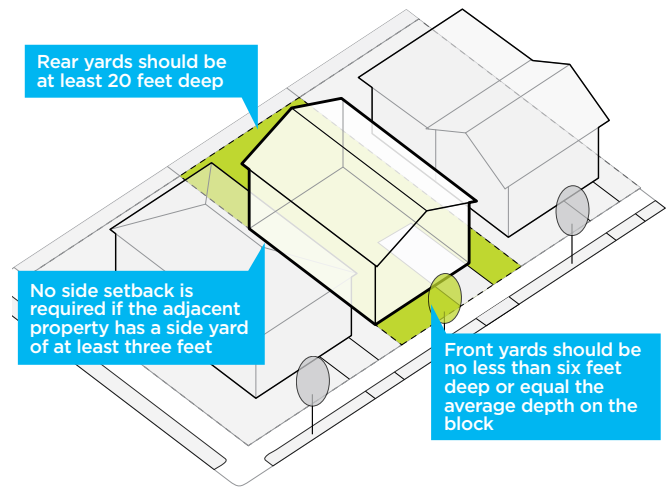 Rear yards should be
at least 20 feet deep
No side setback is
required if the adjacent
property has a side yard
of at least three feet
Front yards should be
no less than six feet
deep or equal the
average depth on the
block